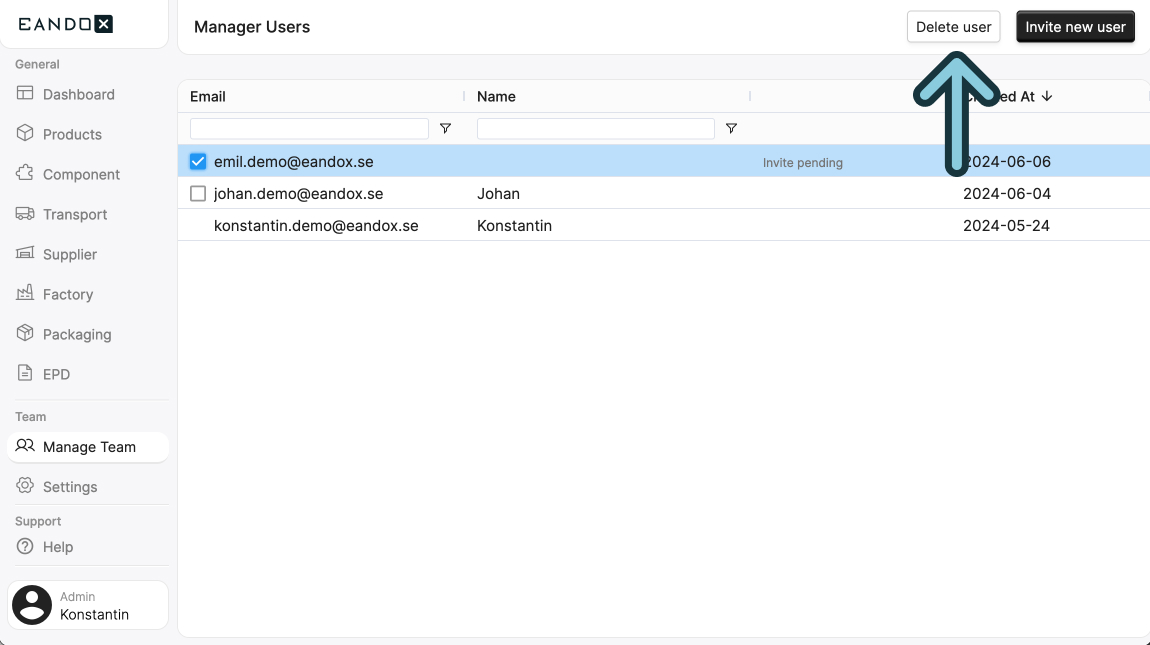 EANDOX
Manager Users
Delete user
Invite new user
General
Dashboard
Products
Component
Transport
Supplier
Factory
Packaging
EPD
Team
Manage Team
Settings
Support
Help
Admin
Konstantin
Email
Name
ed At
emil.demo@eandox.se
Invite pending
2024-06-06
johan.demo@eandox.se
Johan
2024-06-04
konstantin.demo@eandox.se
Konstantin
2024-05-24